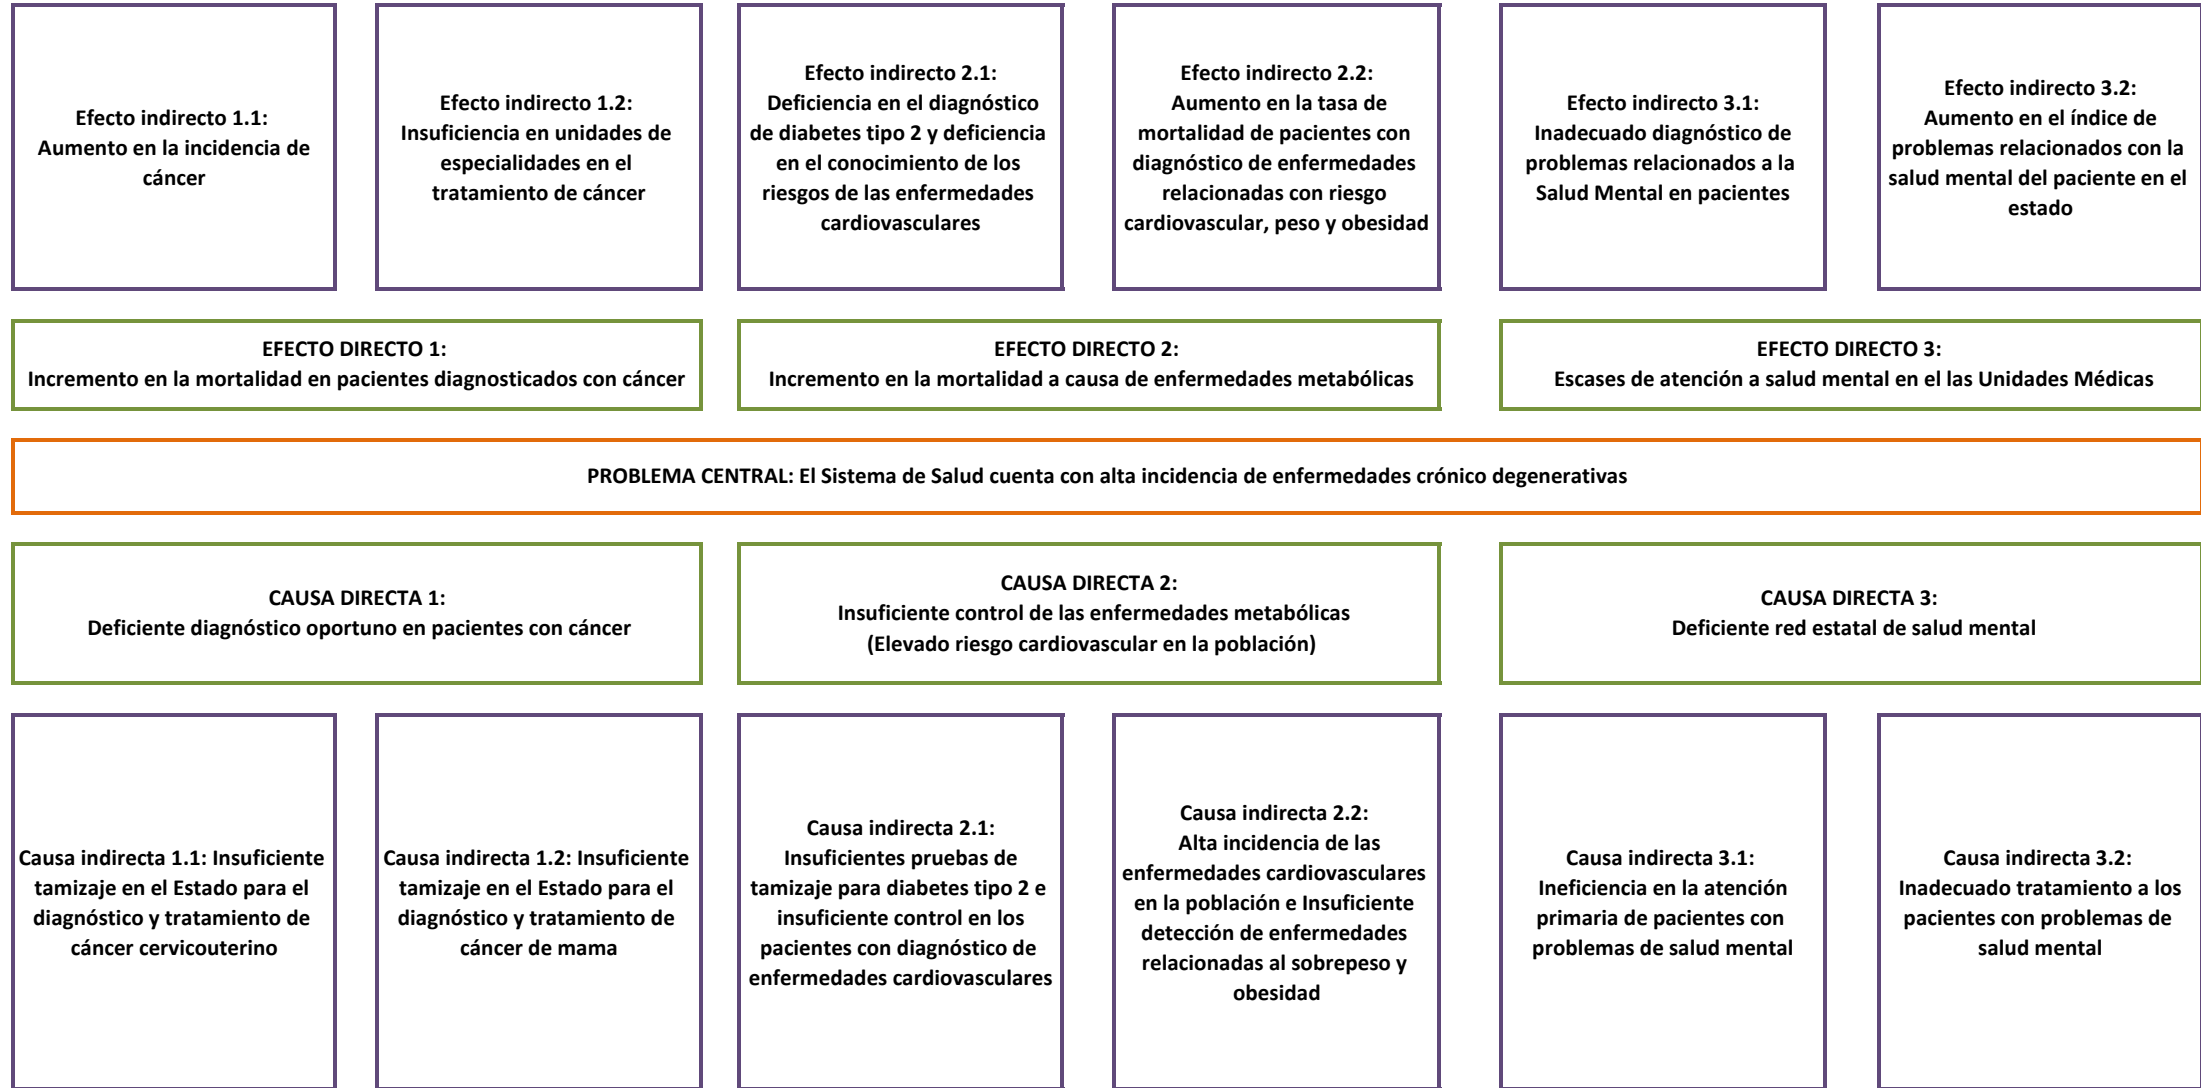 Efecto indirecto 1.1:
Aumento en la incidencia de
cáncer
Efecto indirecto 1.2:
Insuficiencia en unidades de
especialidades en el
tratamiento de cáncer
Efecto indirecto 2.1:
Deficiencia en el diagnóstico
de diabetes tipo 2 y deficiencia
en el conocimiento de los
riesgos de las enfermedades
cardiovasculares
Efecto indirecto 2.2:
Aumento en la tasa de
mortalidad de pacientes con
diagnóstico de enfermedades
relacionadas con riesgo
cardiovascular, peso y obesidad
Efecto indirecto 3.1:
Inadecuado diagnóstico de
problemas relacionados a la
Salud Mental en pacientes
Efecto indirecto 3.2:
Aumento en el índice de
problemas relacionados con la
salud mental del paciente en el
estado
EFECTO DIRECTO 1:
Incremento en la mortalidad en pacientes diagnosticados con cáncer
EFECTO DIRECTO 2:
Incremento en la mortalidad a causa de enfermedades metabólicas
EFECTO DIRECTO 3:
Escases de atención a salud mental en el las Unidades Médicas
PROBLEMA CENTRAL: El Sistema de Salud cuenta con alta incidencia de enfermedades crónico degenerativas
CAUSA DIRECTA 1:
Deficiente diagnóstico oportuno en pacientes con cáncer
CAUSA DIRECTA 2:
Insuficiente control de las enfermedades metabólicas
(Elevado riesgo cardiovascular en la población)
CAUSA DIRECTA 3:
Deficiente red estatal de salud mental
Causa indirecta 1.1: Insuficiente
tamizaje en el Estado para el
diagnóstico y tratamiento de
cáncer cervicouterino
Causa indirecta 1.2: Insuficiente
tamizaje en el Estado para el
diagnóstico y tratamiento de
cáncer de mama
Causa indirecta 2.1:
Insuficientes pruebas de
tamizaje para diabetes tipo 2 e
insuficiente control en los
pacientes con diagnóstico de
enfermedades cardiovasculares
Causa indirecta 2.2:
Alta incidencia de las
enfermedades cardiovasculares
en la población e Insuficiente
detección de enfermedades
relacionadas al sobrepeso y
obesidad
Causa indirecta 3.1:
Ineficiencia en la atención
primaria de pacientes con
problemas de salud mental
Causa indirecta 3.2:
Inadecuado tratamiento a los
pacientes con problemas de
salud mental